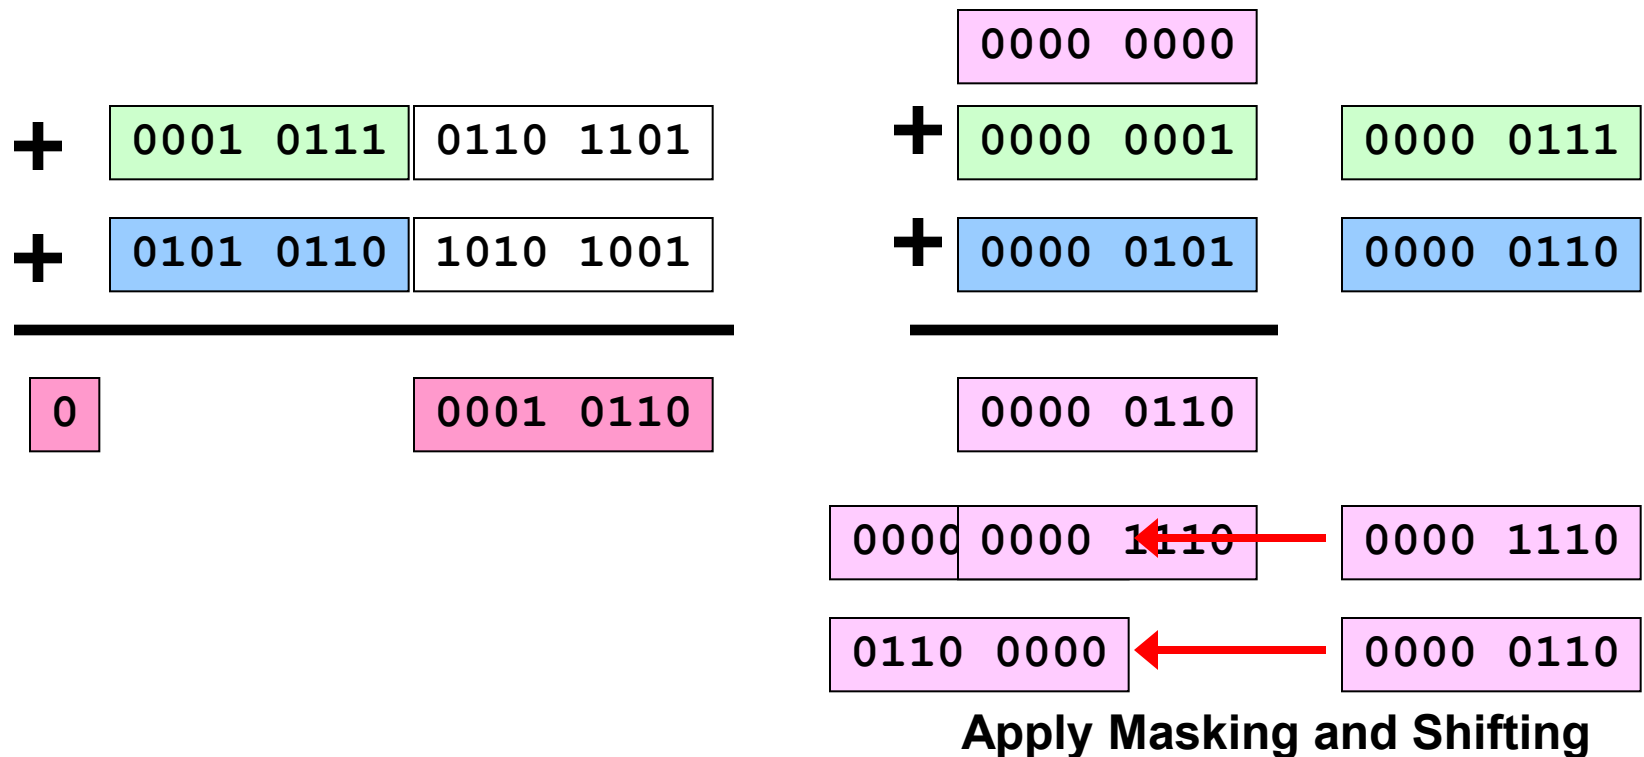 0000 0000
+ 0001 0111 0110 1101 + 0000 0001 0000 0111
+ 0101 0110 1010 1001 + 0000 0101 0000 0110
0 0001 0110 0000 0110
0000 0000 1110 0000 1110
0110 0000 0000 0110
Apply Masking and Shifting